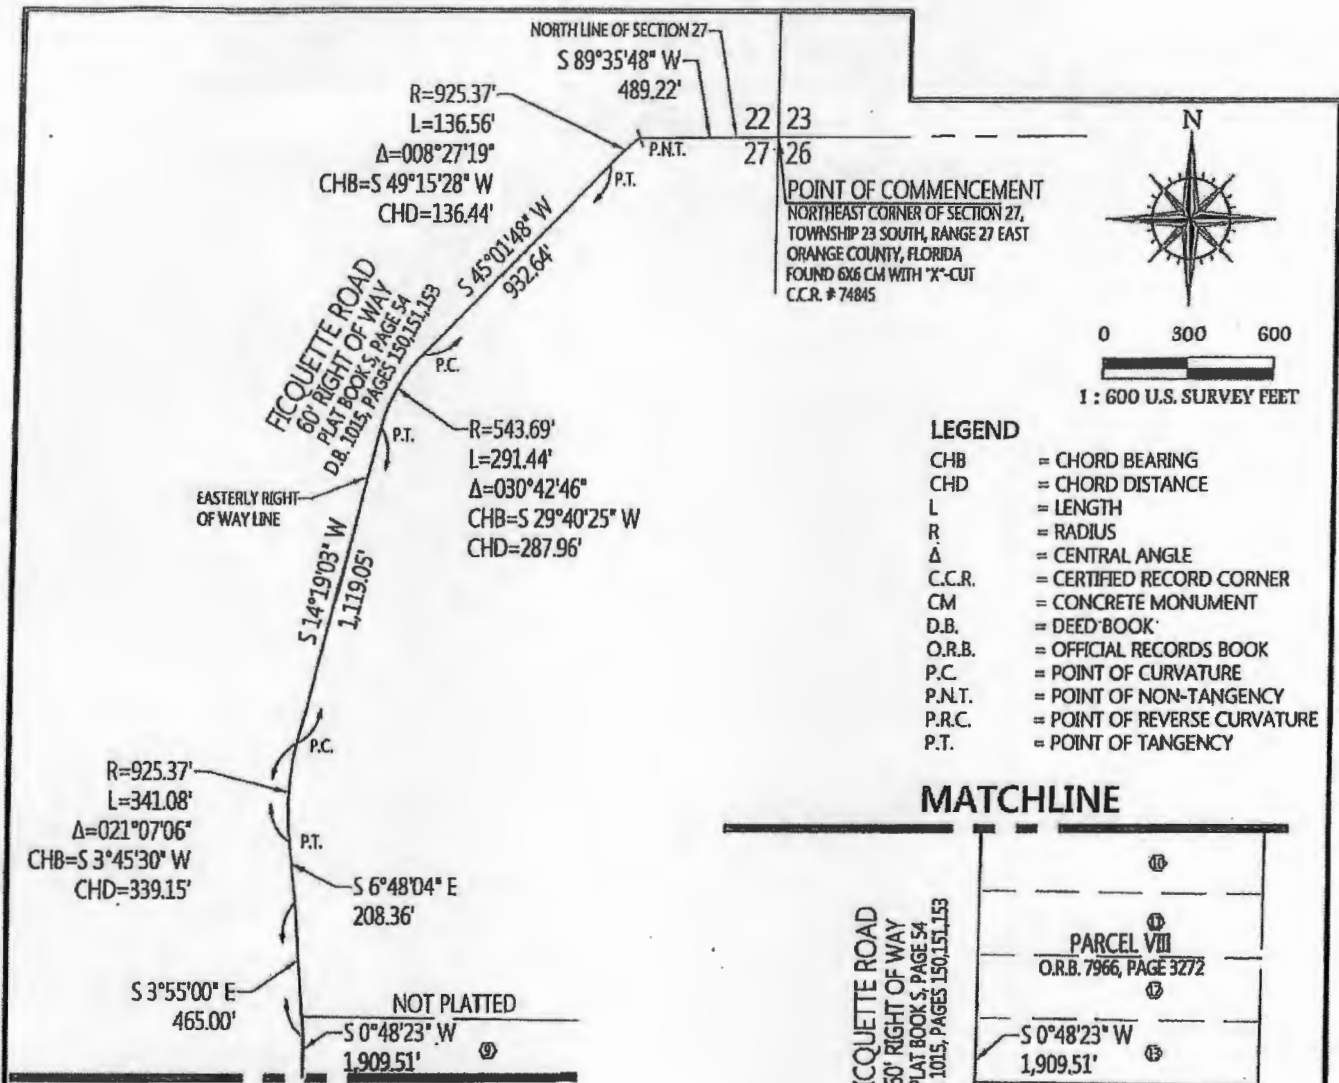 NORTH LINE OF SECTION 27
S 89°35'48" W
489.22'
R=925.37'
L=136.56'
Δ=008°27'19"
CHB=S 49°15'28" W
CHD=136.44'
22 23
27 26
P.N.T.
P.T.
N
POINT OF COMMENCEMENT
NORTHEAST CORNER OF SECTION 27,
TOWNSHIP 23 SOUTH, RANGE 27 EAST
ORANGE COUNTY, FLORIDA
FOUND 6X6 CM WITH "X"-CUT
C.C.R. # 74845
S 45°01'48" W
932.64'
FICQUETTE ROAD
60' RIGHT OF WAY
PLAT BOOK S, PAGE 54
D.B. 1015, PAGES 150,151,153
P.C.
0 300 600
1 : 600 U.S. SURVEY FEET
P.T.
R=543.69'
L=291.44'
Δ=030°42'46"
CHB=S 29°40'25" W
CHD=287.96'
EASTERLY RIGHT
OF WAY LINE
S 14°19'03" W
1,119.05'
LEGEND
CHB = CHORD BEARING
CHD = CHORD DISTANCE
L = LENGTH
R = RADIUS
Δ = CENTRAL ANGLE
C.C.R. = CERTIFIED RECORD CORNER
CM = CONCRETE MONUMENT
D.B. = DEED BOOK
O.R.B. = OFFICIAL RECORDS BOOK
P.C. = POINT OF CURVATURE
P.N.T. = POINT OF NON-TANGENCY
P.R.C. = POINT OF REVERSE CURVATURE
P.T. = POINT OF TANGENCY
P.C.
R=925.37'
L=341.08'
Δ=021°07'06"
CHB=S 3°45'30" W
CHD=339.15'
P.T.
S 6°48'04" E
208.36'
S 3°55'00" E
465.00'
NOT PLATTED
S 0°48'23" W
1,909.51'
9
MATCHLINE
10
11
PARCEL VIII
O.R.B. 7966, PAGE 3272
12
S 0°48'23" W
1,909.51'
13
ICQUETTE ROAD
60' RIGHT OF WAY
PLAT BOOK S, PAGE 54
1015, PAGES 150,151,153